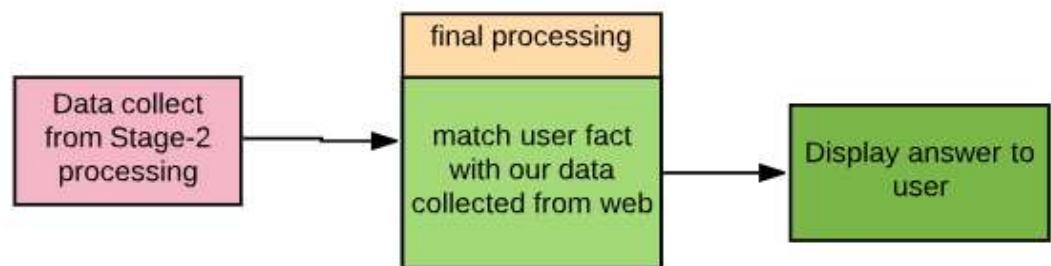 Data collect
from Stage-2
processing
final processing
match user fact
with our data
collected from web
Display answer to
user